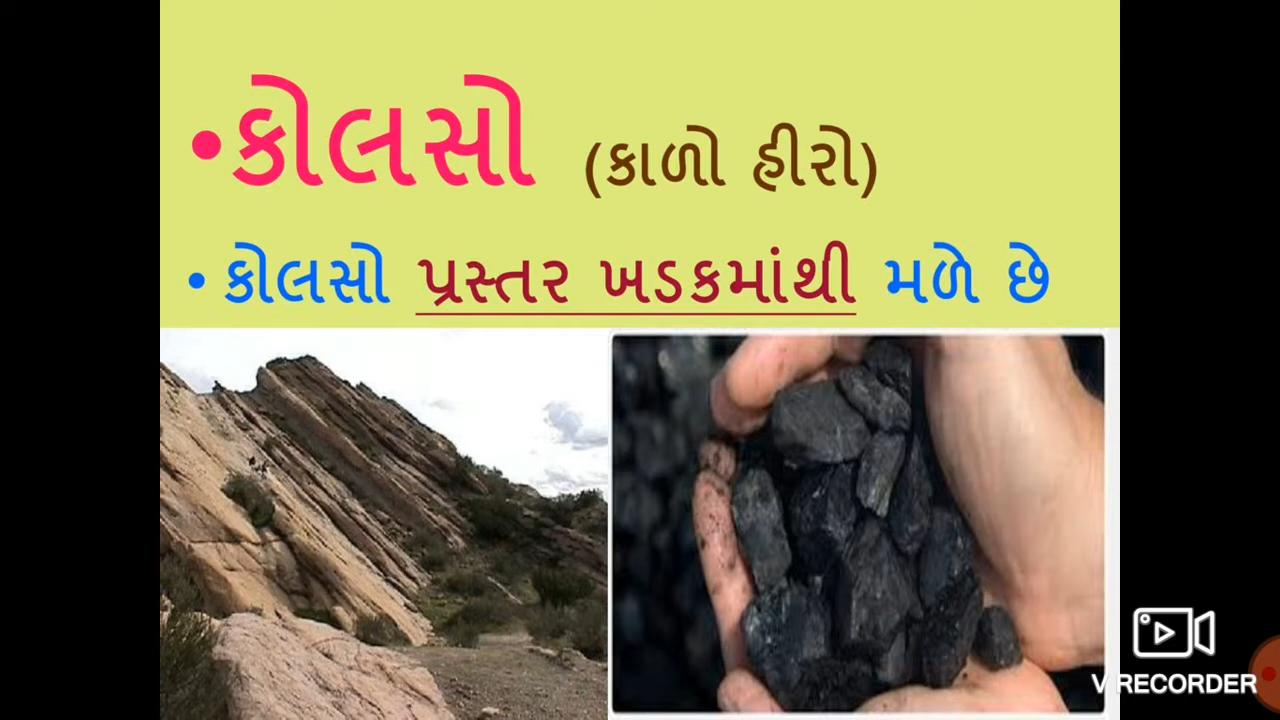 •કોલસો (કાળો હીરો)
• કોલસો પ્રસ્તર ખડકમાંથી મળે છે
V RECORDER